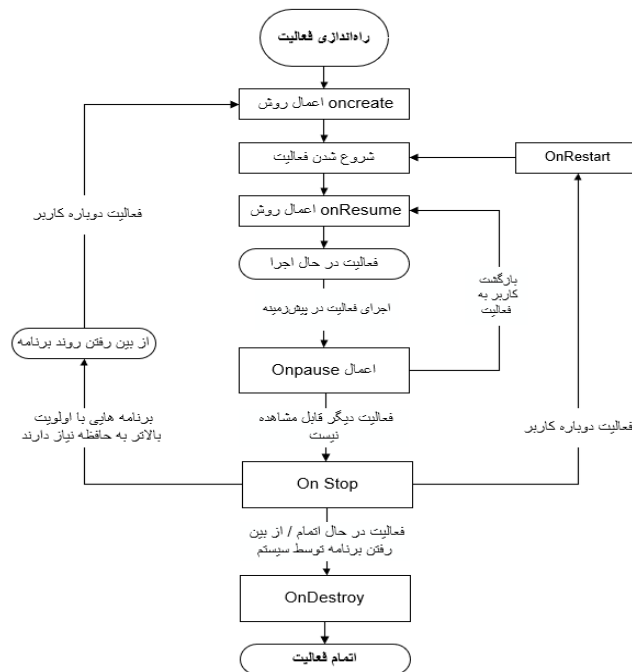 راه‌اندازی فعالیت
اعمال روش oncreate
شروع شدن فعالیت
OnRestart
اعمال روش onResume
فعالیت دوباره کاربر
فعالیت در حال اجرا
بازگشت
کاربر به
فعالیت
اجرای فعالیت در پیش‌زمینه
از بین رفتن روند برنامه
اعمال Onpause
برنامه هایی با اولویت
بالاتر به حافظه نیاز دارند
فعالیت دیگر قابل مشاهده
نیست
فعالیت دوباره کاربر
On Stop
فعالیت در حال اتمام / از بین
رفتن برنامه توسط سیستم
OnDestroy
اتمام فعالیت